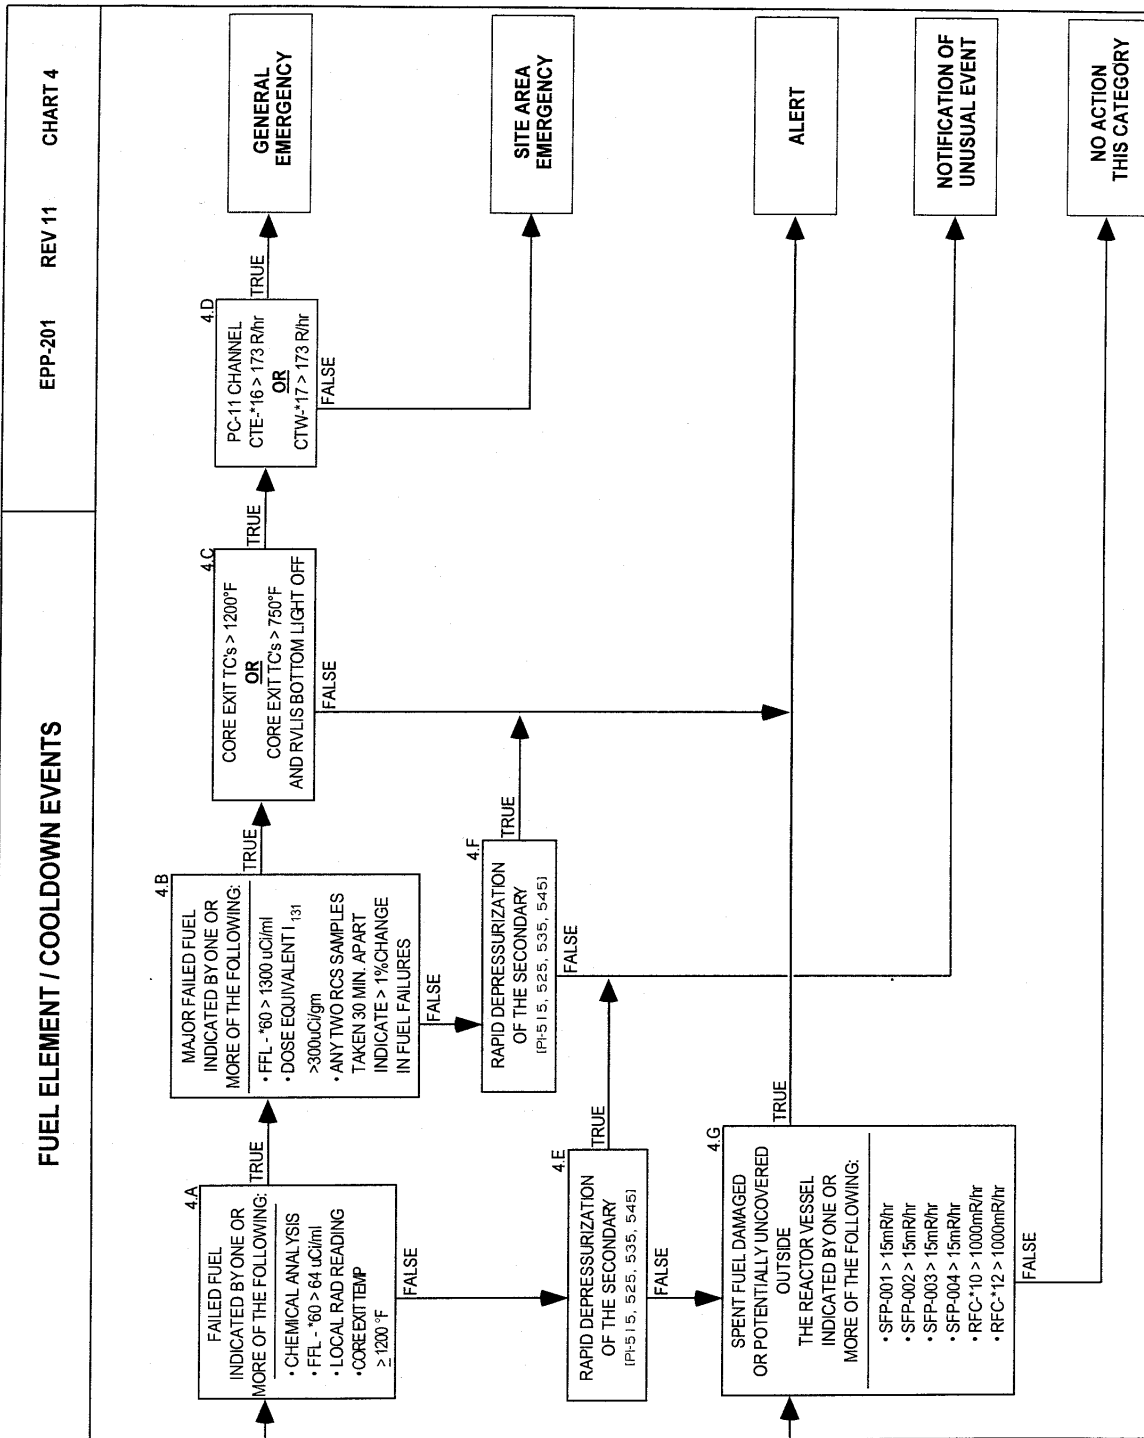 FUEL ELEMENT / COOLDOWN EVENTS
EPP-201 REV 11 CHART 4
4.A
FAILED FUEL
INDICATED BY ONE OR
MORE OF THE FOLLOWING:
• CHEMICAL ANALYSIS
• FFL - *60 > 64 uCi/ml
• LOCAL RAD READING
•CORE EXIT TEMP
≥ 1200 °F
TRUE
FALSE
4.B
MAJOR FAILED FUEL
INDICATED BY ONE OR
MORE OF THE FOLLOWING:
• FFL - *60 > 1300 uCi/ml
• DOSE EQUIVALENT I131
>300uCi/gm
• ANY TWO RCS SAMPLES
TAKEN 30 MIN. APART
INDICATE > 1%CHANGE
IN FUEL FAILURES
TRUE
FALSE
4.C
CORE EXIT TC's > 1200°F
OR
CORE EXIT TC's > 750°F
AND RVLIS BOTTOM LIGHT OFF
TRUE
FALSE
4.D
PC-11 CHANNEL
CTE-*16 > 173 R/hr
OR
CTW-*17 > 173 R/hr
TRUE
FALSE
GENERAL
EMERGENCY
SITE AREA
EMERGENCY
4.F
RAPID DEPRESSURIZATION
OF THE SECONDARY
[PI-515, 525, 535, 545]
TRUE
FALSE
4.E
RAPID DEPRESSURIZATION
OF THE SECONDARY
[PI-515, 525, 535, 545]
TRUE
FALSE
4.G
SPENT FUEL DAMAGED
OR POTENTIALLY UNCOVERED
OUTSIDE
THE REACTOR VESSEL
INDICATED BY ONE OR
MORE OF THE FOLLOWING:
• SFP-001 > 15mR/hr
• SFP-002 > 15mR/hr
• SFP-003 > 15mR/hr
• SFP-004 > 15mR/hr
• RFC-*10 > 1000mR/hr
• RFC-*12 > 1000mR/hr
TRUE
FALSE
ALERT
NOTIFICATION OF
UNUSUAL EVENT
NO ACTION
THIS CATEGORY